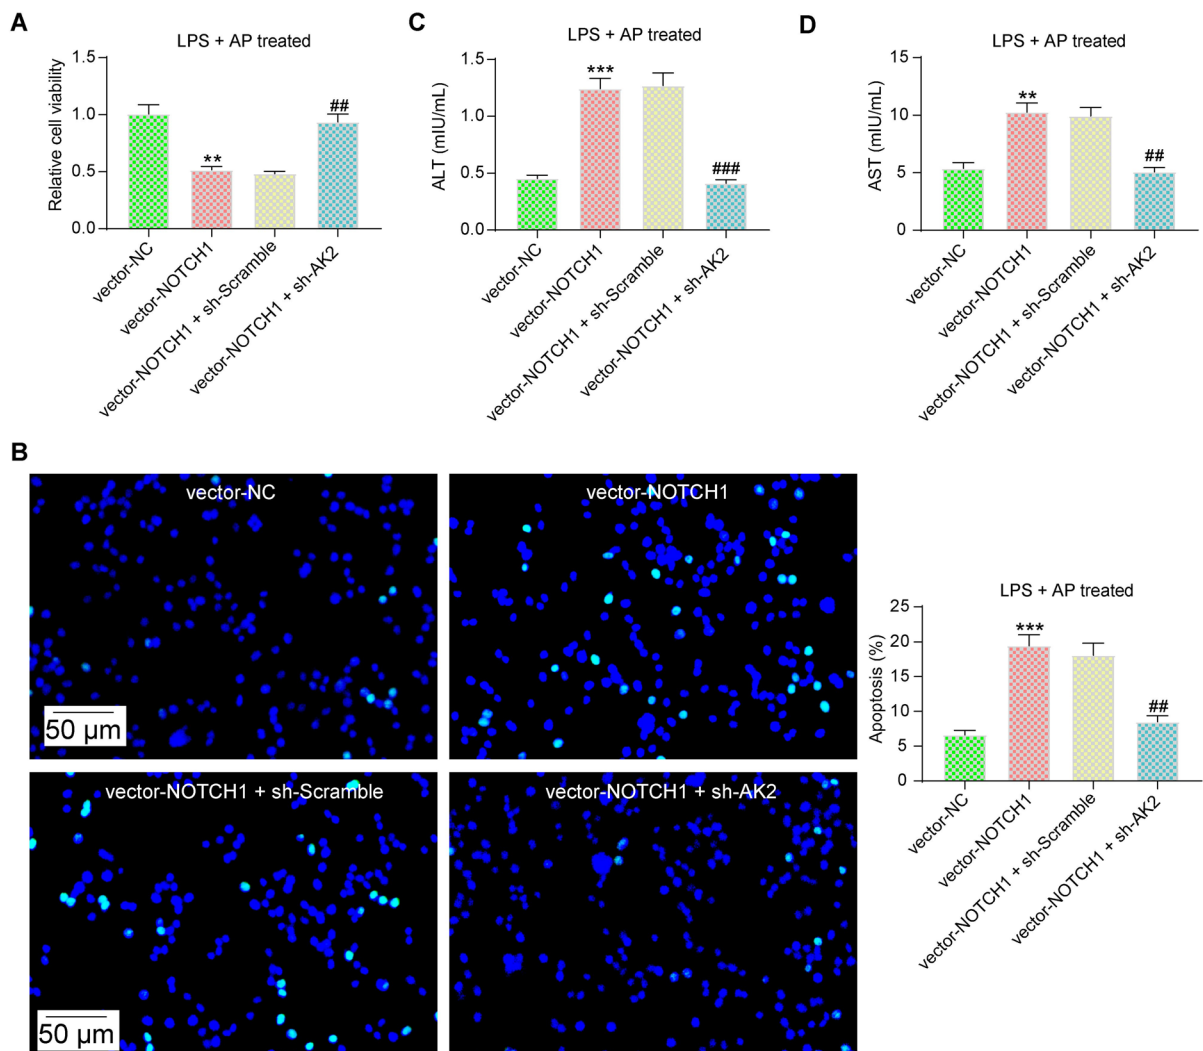 A
LPS + AP treated
Relative cell viability
1.5
1.0
0.5
0.0
**
##
vector-NC
vector-NOTCH1
vector-NOTCH1 + sh-Scramble
vector-NOTCH1 + sh-AK2
C
LPS + AP treated
ALT (mIU/mL)
1.5
1.0
0.5
0.0
***
###
vector-NC
vector-NOTCH1
vector-NOTCH1 + sh-Scramble
vector-NOTCH1 + sh-AK2
D
LPS + AP treated
AST (mIU/mL)
15
10
5
0
**
##
vector-NC
vector-NOTCH1
vector-NOTCH1 + sh-Scramble
vector-NOTCH1 + sh-AK2
B
vector-NC
50 µm
vector-NOTCH1
vector-NOTCH1 + sh-Scramble
50 µm
vector-NOTCH1 + sh-AK2
LPS + AP treated
Apoptosis (%)
25
20
15
10
5
0
***
##
vector-NC
vector-NOTCH1
vector-NOTCH1 + sh-Scramble
vector-NOTCH1 + sh-AK2